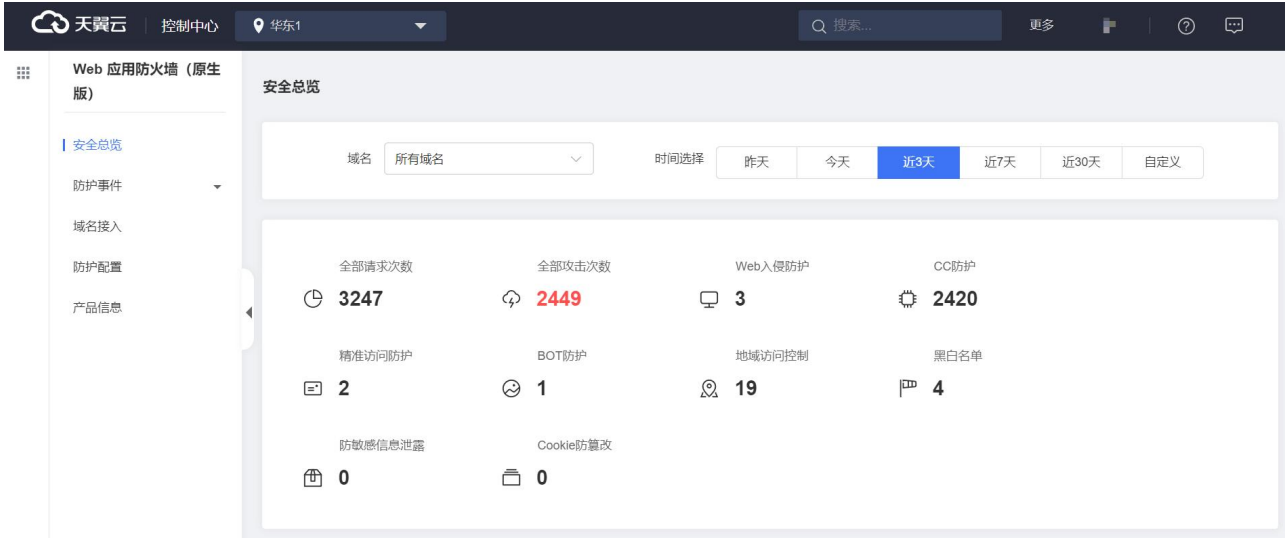 天翼云 控制中心 华东1 搜索... 更多
Web 应用防火墙（原生
版）
安全总览
防护事件
域名接入
防护配置
产品信息
安全总览
域名 所有域名 时间选择 昨天 今天 近3天 近7天 近30天 自定义
全部请求次数 全部攻击次数 Web入侵防护 CC防护
3247 2449 3 2420
精准访问防护 BOT防护 地域访问控制 黑白名单
2 1 19 4
防敏感信息泄露 Cookie防篡改
0 0